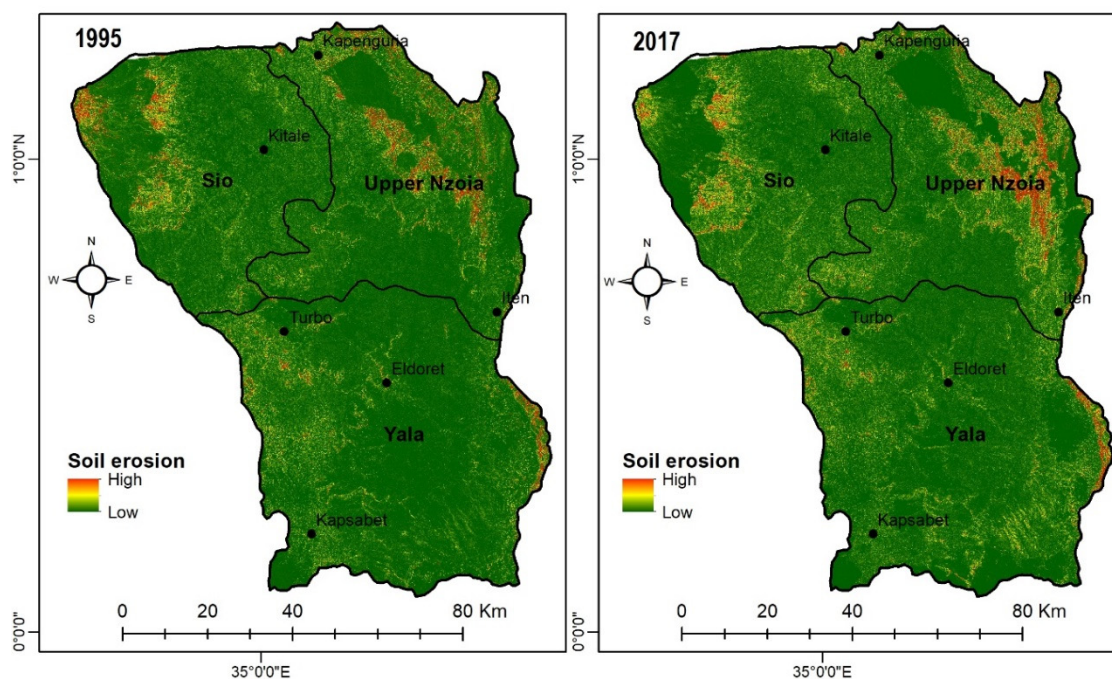 1995
Kapenguria
N
W E
S
1°0'0"N
Kitale
Sio
Upper Nzoia
Iten
Turbo
Eldoret
Yala
Soil erosion
High
Low
Kapsabet
0 20 40 80 Km
0°0'0"
35°0'0"E
2017
Kapenguria
N
W E
S
1°0'0"N
Kitale
Sio
Upper Nzoia
Iten
Turbo
Eldoret
Yala
Soil erosion
High
Low
Kapsabet
0 20 40 80 Km
0°0'0"
35°0'0"E